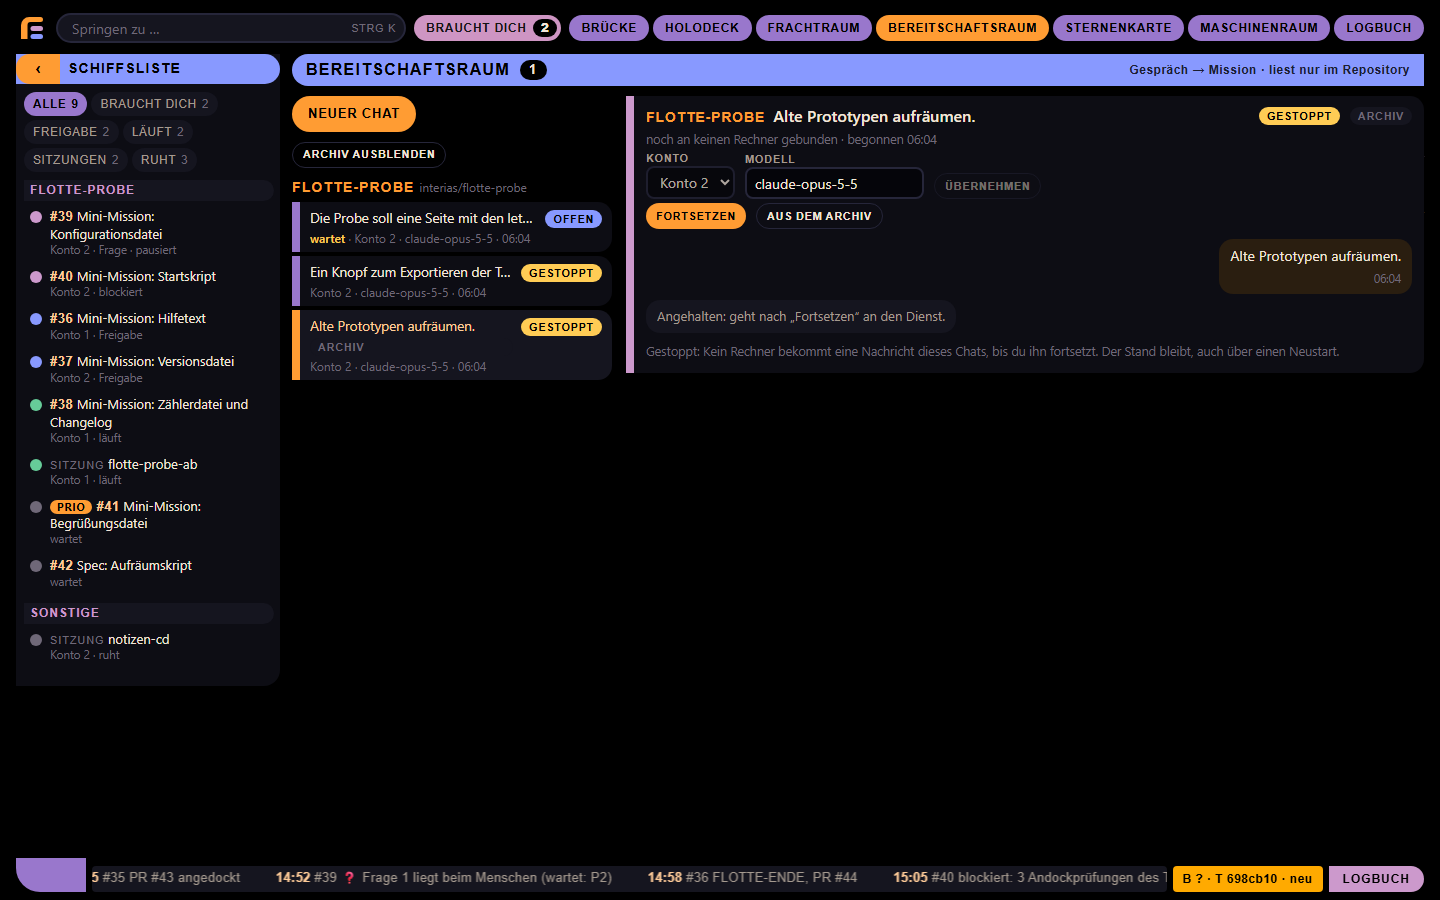 Springen zu ... STRG K BRAUCHT DICH 2 BRÜCKE HOLODECK FRACHTRAUM BEREITSCHAFTSRAUM STERNENKARTE MASCHINENRAUM LOGBUCH
‹ SCHIFFSLISTE
ALLE 9 BRAUCHT DICH 2
FREIGABE 2 LÄUFT 2
SITZUNGEN 2 RUHT 3
FLOTTE-PROBE
#39 Mini-Mission:
Konfigurationsdatei
Konto 2 · Frage · pausiert
#40 Mini-Mission: Startskript
Konto 2 · blockiert
#36 Mini-Mission: Hilfetext
Konto 1 · Freigabe
#37 Mini-Mission: Versionsdatei
Konto 2 · Freigabe
#38 Mini-Mission: Zählerdatei und
Changelog
Konto 1 · läuft
SITZUNG flotte-probe-ab
Konto 1 · läuft
PRIO #41 Mini-Mission:
Begrüßungsdatei
wartet
#42 Spec: Aufräumskript
wartet
SONSTIGE
SITZUNG notizen-cd
Konto 2 · ruht
BEREITSCHAFTSRAUM 1 Gespräch → Mission · liest nur im Repository
NEUER CHAT
ARCHIV AUSBLENDEN
FLOTTE-PROBE interias/flotte-probe
Die Probe soll eine Seite mit den let... OFFEN
wartet · Konto 2 · claude-opus-5-5 · 06:04
Ein Knopf zum Exportieren der T... GESTOPPT
Konto 2 · claude-opus-5-5 · 06:04
Alte Prototypen aufräumen. GESTOPPT
ARCHIV
Konto 2 · claude-opus-5-5 · 06:04
FLOTTE-PROBE Alte Prototypen aufräumen. GESTOPPT ARCHIV
noch an keinen Rechner gebunden · begonnen 06:04
KONTO MODELL
Konto 2 claude-opus-5-5 ÜBERNEHMEN
FORTSETZEN AUS DEM ARCHIV
Alte Prototypen aufräumen.
06:04
Angehalten: geht nach „Fortsetzen“ an den Dienst.
Gestoppt: Kein Rechner bekommt eine Nachricht dieses Chats, bis du ihn fortsetzt. Der Stand bleibt, auch über einen Neustart.
5 #35 PR #43 angedockt 14:52 #39 ❓ Frage 1 liegt beim Menschen (wartet: P2) 14:58 #36 FLOTTE-ENDE, PR #44 15:05 #40 blockiert: 3 Andockprüfungen des B ? · T 698cb10 · neu LOGBUCH